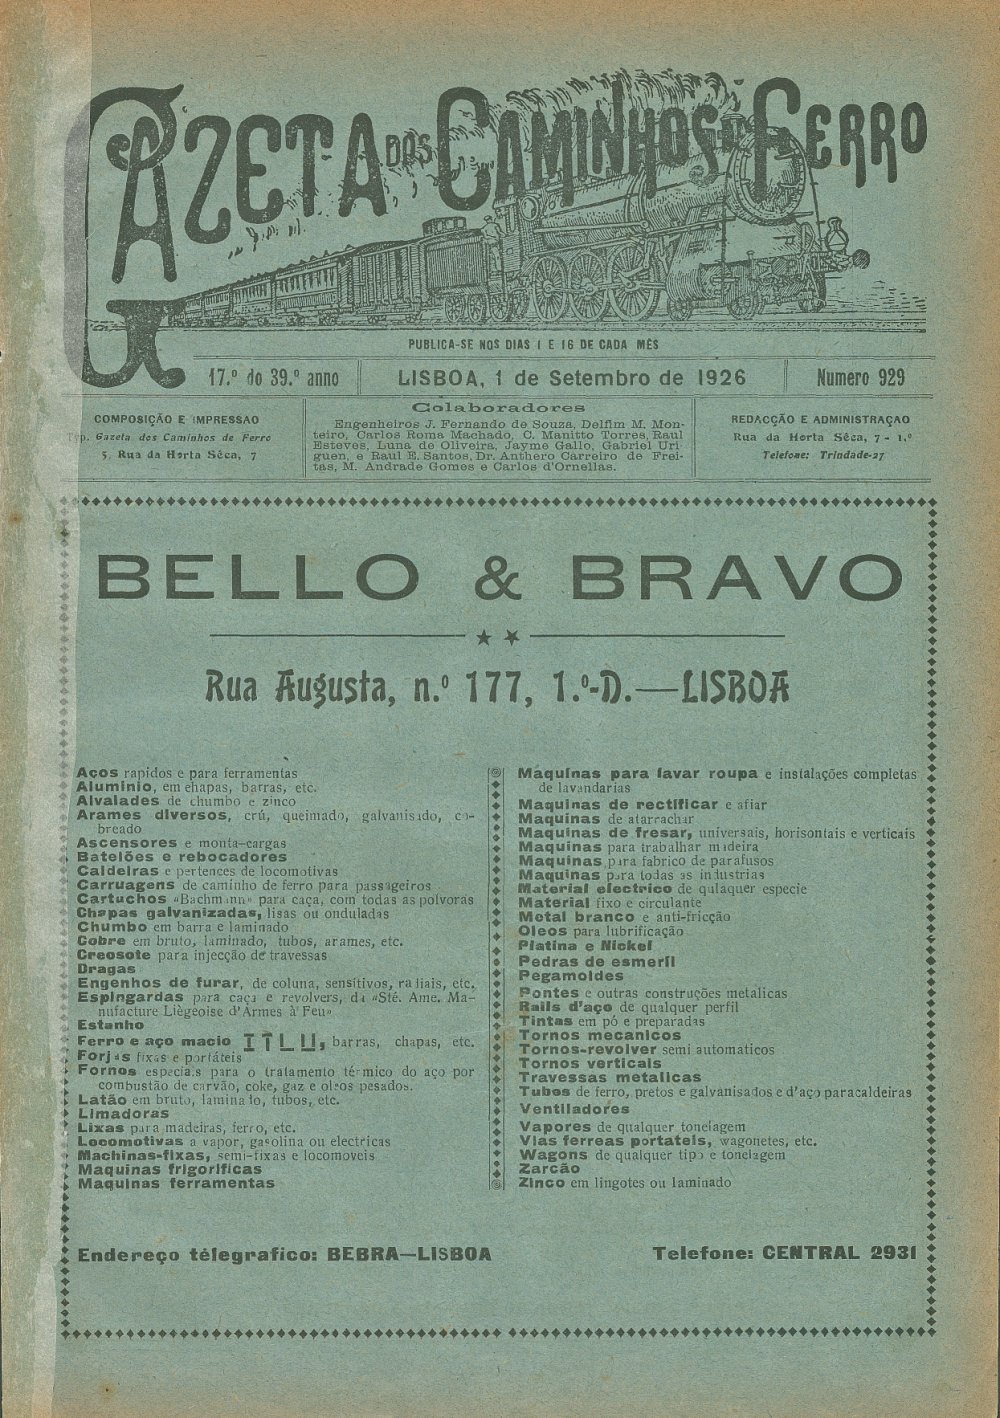 GAZETA DOS CAMINHOS DE FERRO
PUBLICA-SE NOS DIAS 1 E 16 DE CADA MÊS
17.º do 39.º anno
LISBOA, 1 de Setembro de 1926
Numero 929
COMPOSIÇÃO E IMPRESSAO
Typ. Gazeta dos Caminhos de Ferro
5, Rua da Horta Sêca, 7
Colaboradores
Engenheiros J. Fernando de Souza, Delfim M. Mon-
teiro, Carlos Roma Machado, C. Manitto Torres, Raul
Esteves, Luna de Oliveira, Jayme Gallo, Gabriel Uri-
guen, e Raul E. Santos, Dr. Anthero Carreiro de Frei-
tas, M. Andrade Gomes e Carlos d'Ornellas.
REDACÇÃO E ADMINISTRAÇAO
Rua da Horta Sêca, 7 - 1.º
Telefone: Trindade-27
BELLO & BRAVO
Rua Augusta, n.º 177, 1.º-D.—LISBOA
Aços rapidos e para ferramentas
Aluminio, em chapas, barras, etc.
Alvalades de chumbo e zinco
Arames diversos, crú, queimado, galvanisado, co-
breado
Ascensores e monta-cargas
Batelões e rebocadores
Caldeiras e pertences de locomotivas
Carruagens de caminho de ferro para passageiros
Cartuchos «Bachmann» para caça, com todas as polvoras
Chapas galvanizadas, lisas ou onduladas
Chumbo em barra e laminado
Cobre em bruto, laminado, tubos, arames, etc.
Creosote para injecção de travessas
Dragas
Engenhos de furar, de coluna, sensitivos, radiais, etc.
Espingardas para caça e revolvers, da «Sté. Ame. Ma-
nufacture Liègeoise d'Armes à Feu»
Estanho
Ferro e aço macio I T L U, barras, chapas, etc.
Forjas fixas e portáteis
Fornos especiais para o tratamento térmico do aço por
combustão de carvão, coke, gaz e oleos pesados.
Latão em bruto, laminado, tubos, etc.
Limadoras
Lixas para madeiras, ferro, etc.
Locomotivas a vapor, gasolina ou electricas
Machinas-fixas, semi-fixas e locomoveis
Maquinas frigorificas
Maquinas ferramentas
Maquinas para lavar roupa e instalações completas
de lavandarias
Maquinas de rectificar e afiar
Maquinas de atarrachar
Maquinas de fresar, universais, horisontais e verticais
Maquinas para trabalhar madeira
Maquinas para fabrico de parafusos
Maquinas para todas as industrias
Material electrico de qualquer especie
Material fixo e circulante
Metal branco e anti-fricção
Oleos para lubrificação
Platina e Nickel
Pedras de esmeril
Pegamoides
Pontes e outras construções metalicas
Rails d'aço de qualquer perfil
Tintas em pó e preparadas
Tornos mecanicos
Tornos-revolver semi automaticos
Tornos verticais
Travessas metalicas
Tubos de ferro, pretos e galvanisados e d'aço para caldeiras
Ventiladores
Vapores de qualquer tonelagem
Vias ferreas portateis, wagonetes, etc.
Wagons de qualquer tipo e tonelagem
Zarcão
Zinco em lingotes ou laminado
Endereço télegrafico: BEBRA—LISBOA
Telefone: CENTRAL 2931